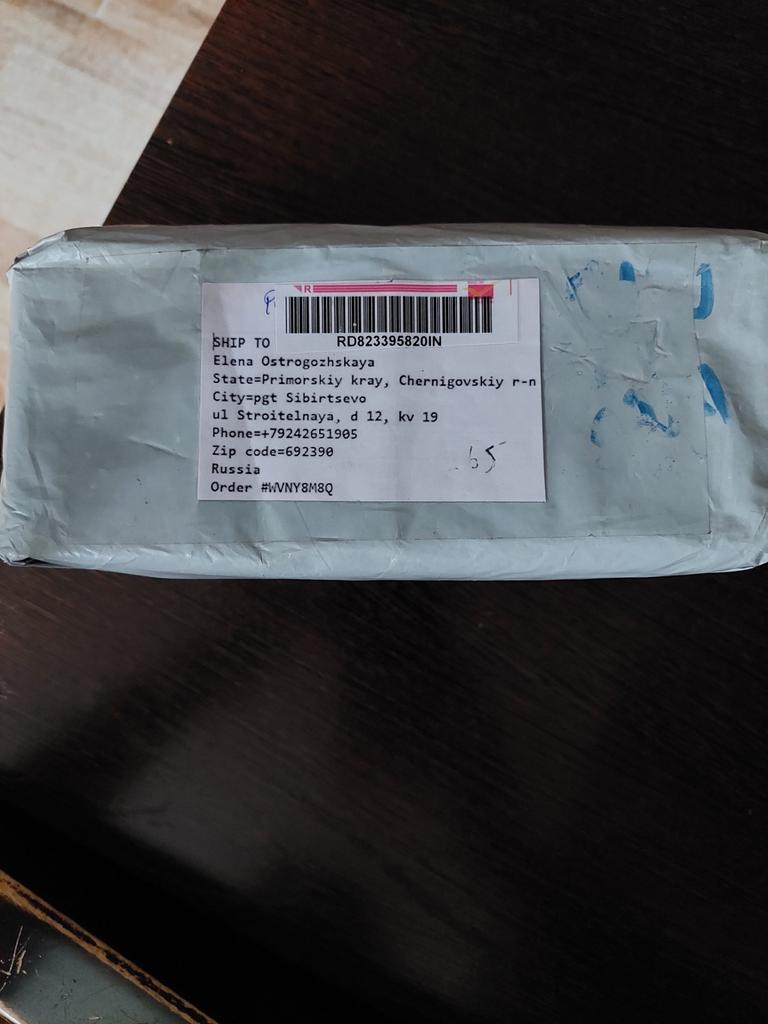 R
RD823395820IN
SHIP TO
Elena Ostrogozhskaya
State=Primorskiy kray, Chernigovskiy r-n
City=pgt Sibirtsevo
ul Stroitelnaya, d 12, kv 19
Phone=+79242651905
Zip code=692390
Russia
Order #WVNY8M8Q
65